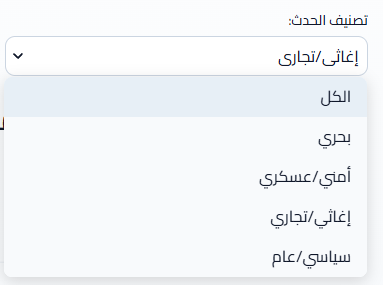 تصنيف الحدث:
إغاثي/تجاري
الكل
بحري
أمني/عسكري
إغاثي/تجاري
سياسي/عام